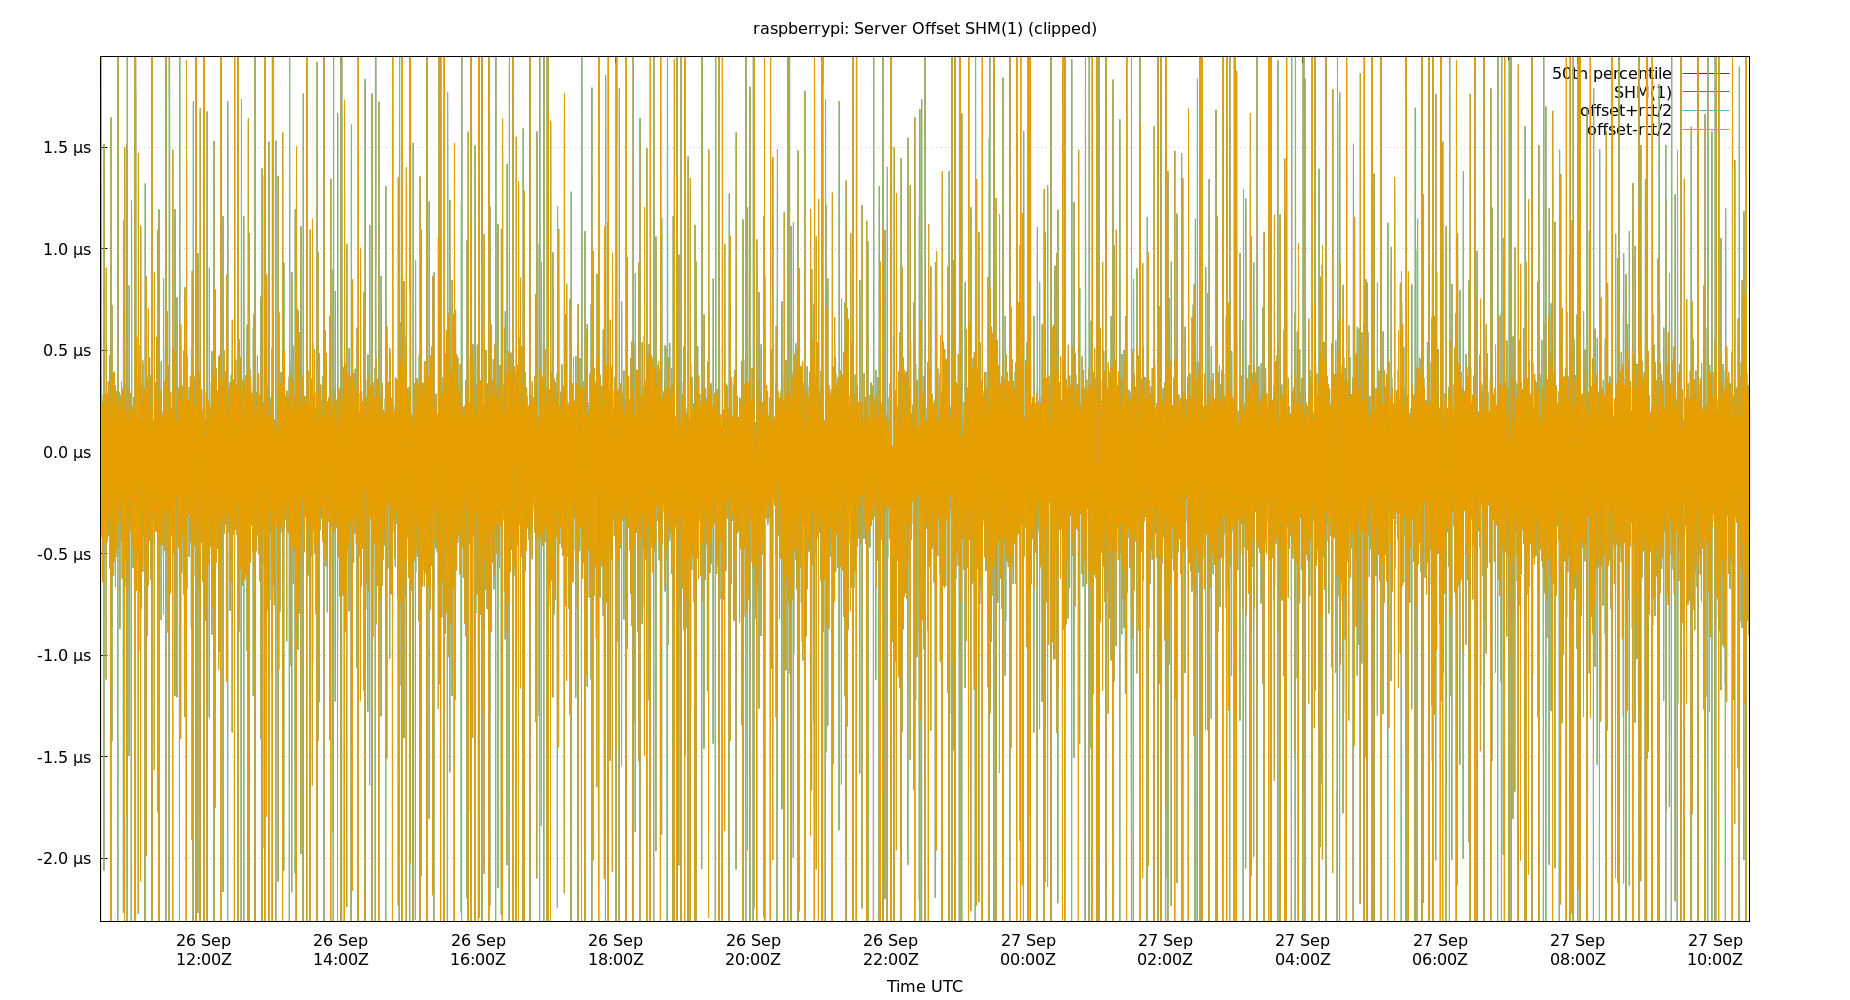 raspberrypi: Server Offset SHM(1) (clipped)
50th percentile
SHM(1)
offset+rtt/2
offset-rtt/2
1.5 µs
1.0 µs
0.5 µs
0.0 µs
-0.5 µs
-1.0 µs
-1.5 µs
-2.0 µs
26 Sep 26 Sep 26 Sep 26 Sep 26 Sep 26 Sep 27 Sep 27 Sep 27 Sep 27 Sep 27 Sep 27 Sep
12:00Z 14:00Z 16:00Z 18:00Z 20:00Z 22:00Z 00:00Z 02:00Z 04:00Z 06:00Z 08:00Z 10:00Z
Time UTC